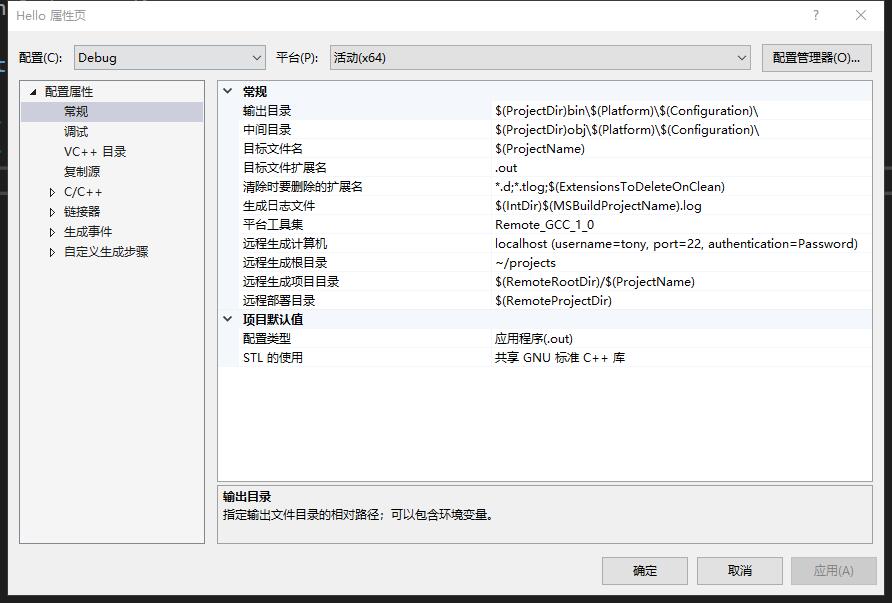 Hello 属性页
配置(C): Debug 平台(P): 活动(x64) 配置管理器(O)...
配置属性
常规
调试
VC++ 目录
复制源
C/C++
链接器
生成事件
自定义生成步骤
常规
输出目录 $(ProjectDir)bin\$(Platform)\$(Configuration)\
中间目录 $(ProjectDir)obj\$(Platform)\$(Configuration)\
目标文件名 $(ProjectName)
目标文件扩展名 .out
清除时要删除的扩展名 *.d;*.tlog;$(ExtensionsToDeleteOnClean)
生成日志文件 $(IntDir)$(MSBuildProjectName).log
平台工具集 Remote_GCC_1_0
远程生成计算机 localhost (username=tony, port=22, authentication=Password)
远程生成根目录 ~/projects
远程生成项目目录 $(RemoteRootDir)/$(ProjectName)
远程部署目录 $(RemoteProjectDir)
项目默认值
配置类型 应用程序(.out)
STL 的使用 共享 GNU 标准 C++ 库
输出目录
指定输出文件目录的相对路径；可以包含环境变量。
确定 取消 应用(A)